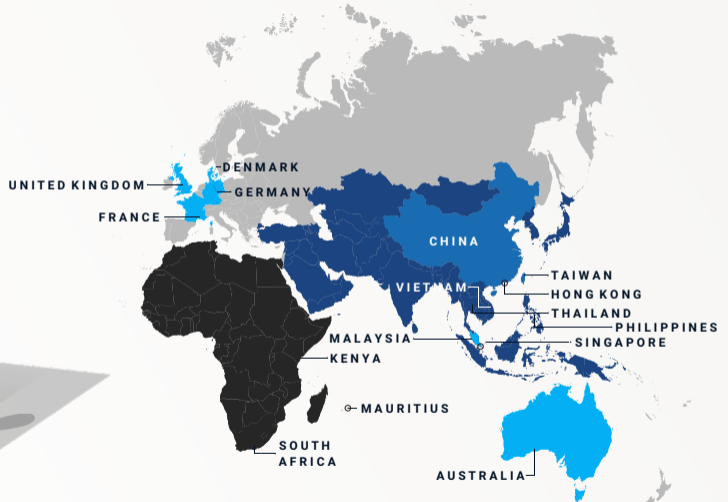 DENMARK
UNITED KINGDOM
GERMANY
FRANCE
CHINA
TAIWAN
VIETNAM
HONG KONG
THAILAND
PHILIPPINES
MALAYSIA
SINGAPORE
KENYA
MAURITIUS
SOUTH
AFRICA
AUSTRALIA